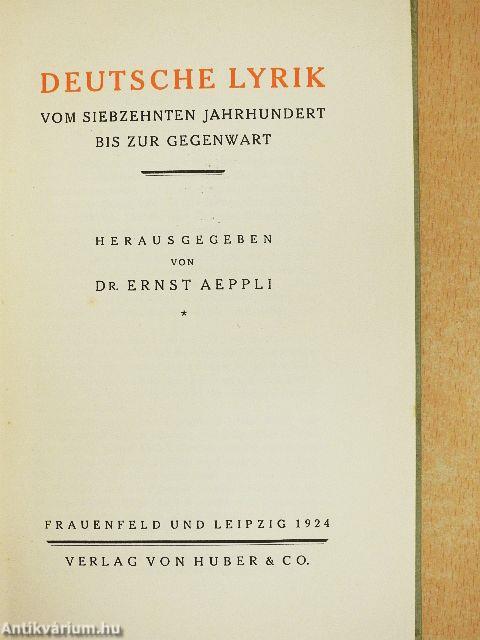 DEUTSCHE LYRIK
VOM SIEBZEHNTEN JAHRHUNDERT
BIS ZUR GEGENWART
HERAUSGEGEBEN
VON
DR. ERNST AEPPLI
*
FRAUENFELD UND LEIPZIG 1924
VERLAG VON HUBER & CO.
Antikvárium.hu